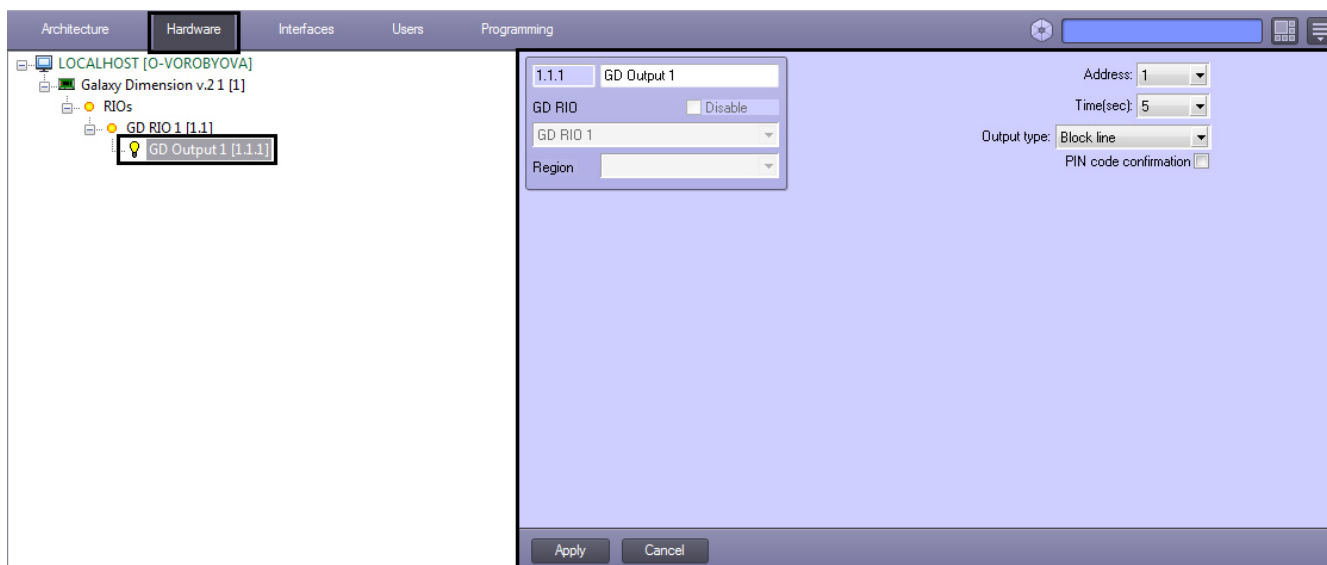 Architecture Hardware Interfaces Users Programming
LOCALHOST [O-VOROBYOVA]
Galaxy Dimension v.2 1 [1]
RIOs
GD RIO 1 [1.1]
GD Output 1 [1.1.1]
1.1.1 GD Output 1
GD RIO Disable
GD RIO 1
Region
Address: 1
Time(sec): 5
Output type: Block line
PIN code confirmation
Apply Cancel